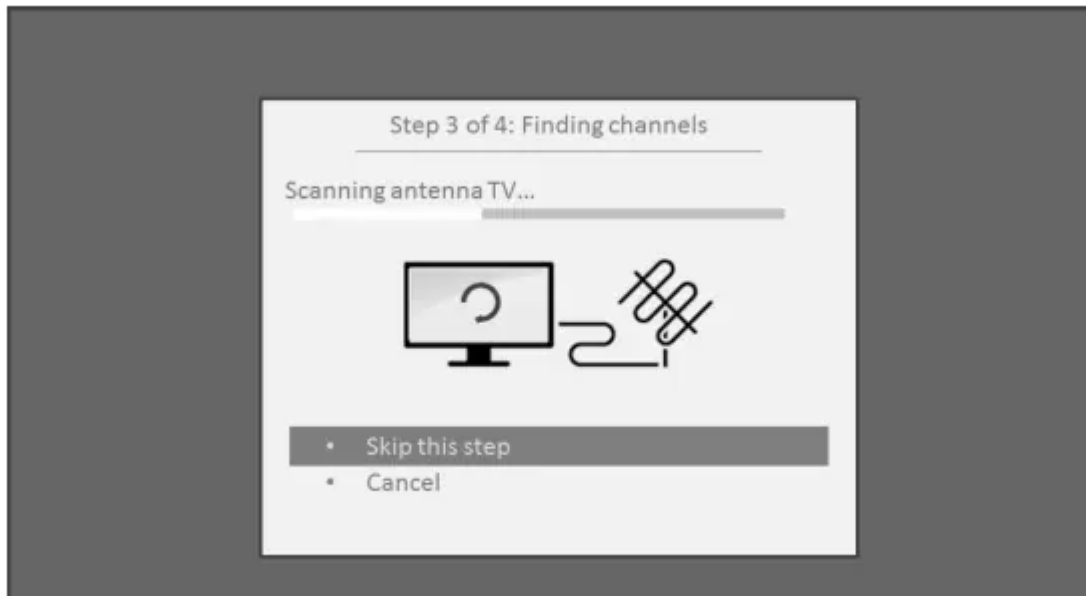 Step 3 of 4: Finding channels
Scanning antenna TV...
• Skip this step
• Cancel